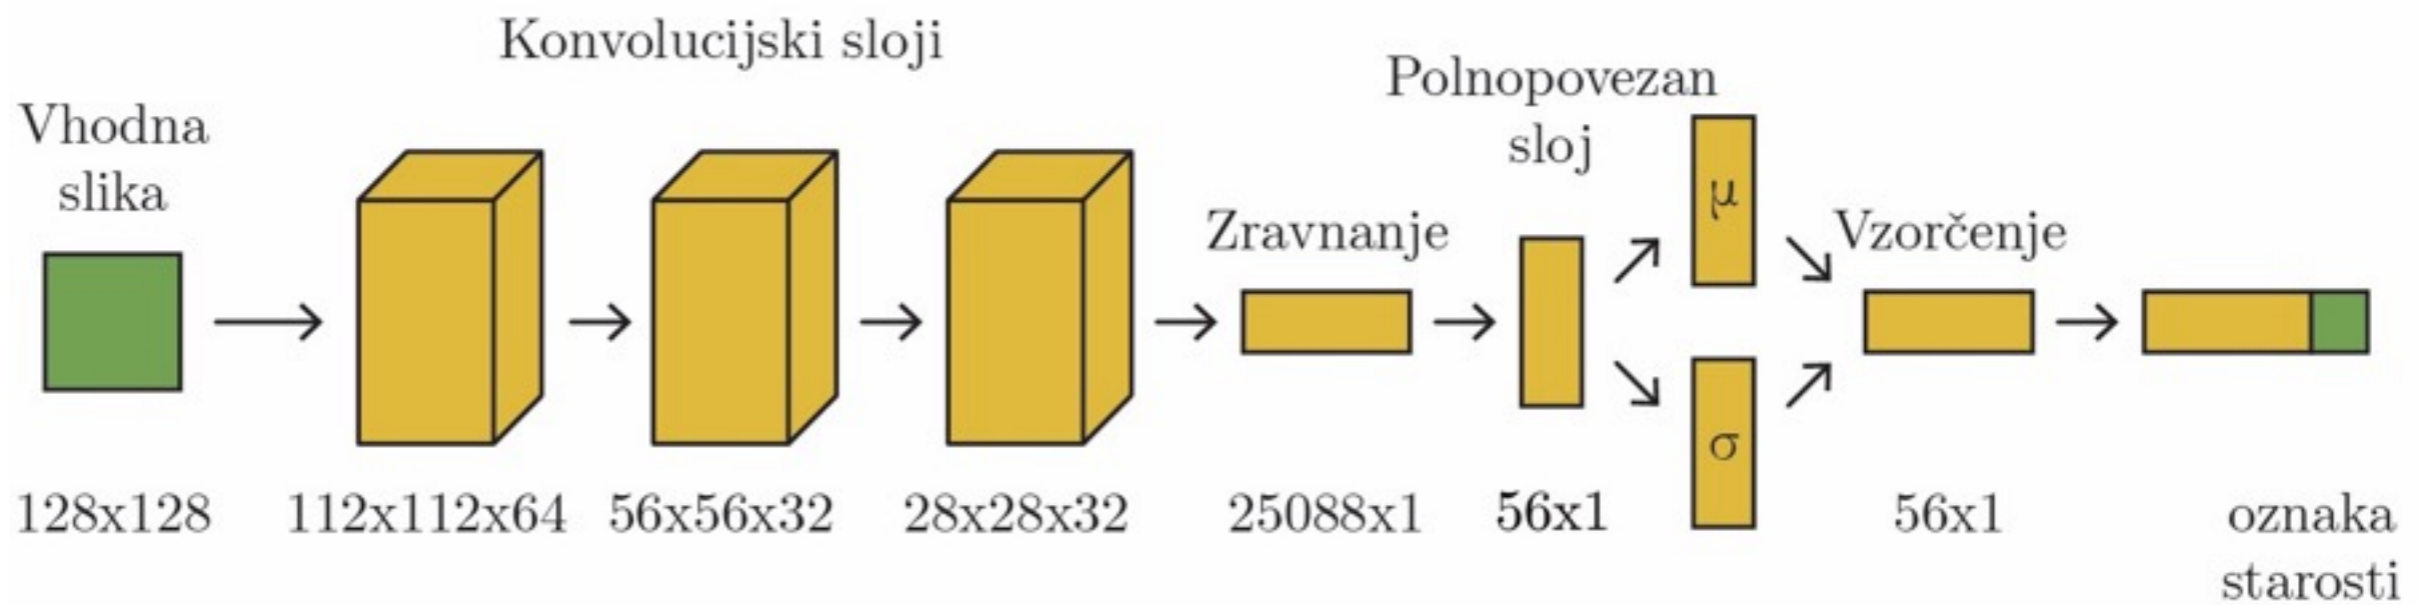 Konvolucijski sloji
Vhodna
slika
Polnopovezan
sloj
Zravnanje
μ
σ
Vzorčenje
128x128
112x112x64
56x56x32
28x28x32
25088x1
56x1
56x1
oznaka
starosti